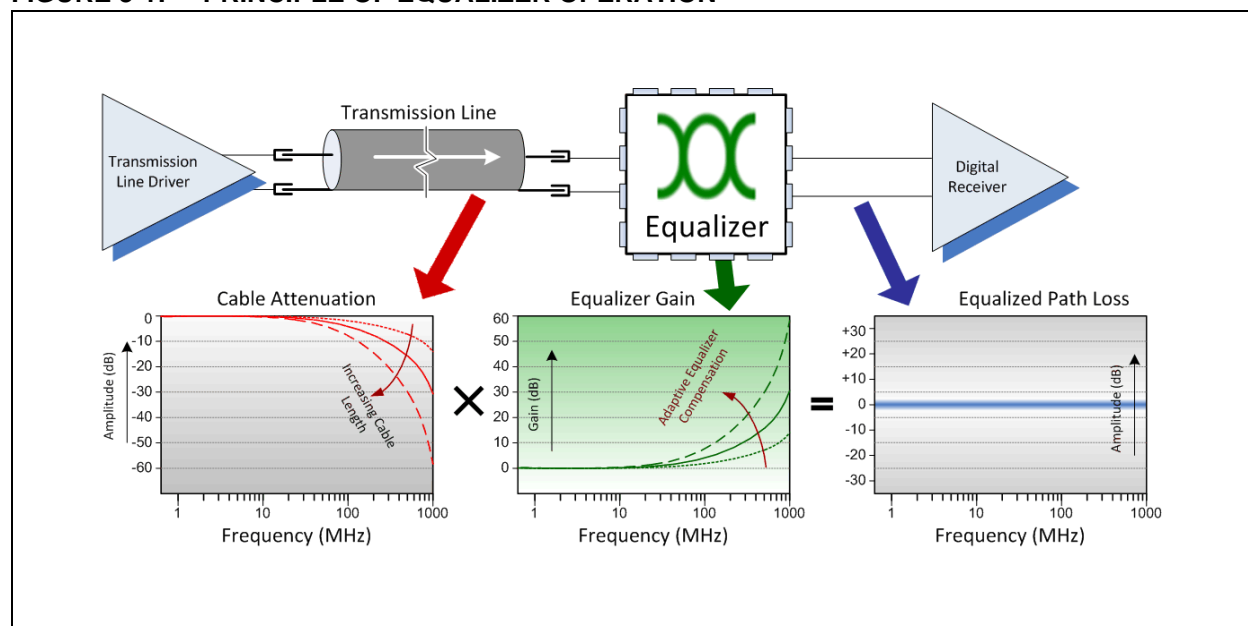 Transmission Line
Transmission
Line Driver
Equalizer
Digital
Receiver
Cable Attenuation
Amplitude (dB)
0
-10
-20
-30
-40
-50
-60
Increasing Cable
Length
1
10
100
1000
Frequency (MHz)
×
Equalizer Gain
Gain (dB)
60
50
40
30
20
10
0
Adaptive Equalizer
Compensation
1
10
100
1000
Frequency (MHz)
=
Equalized Path Loss
+30
+20
+10
0
-10
-20
-30
Amplitude (dB)
1
10
100
1000
Frequency (MHz)